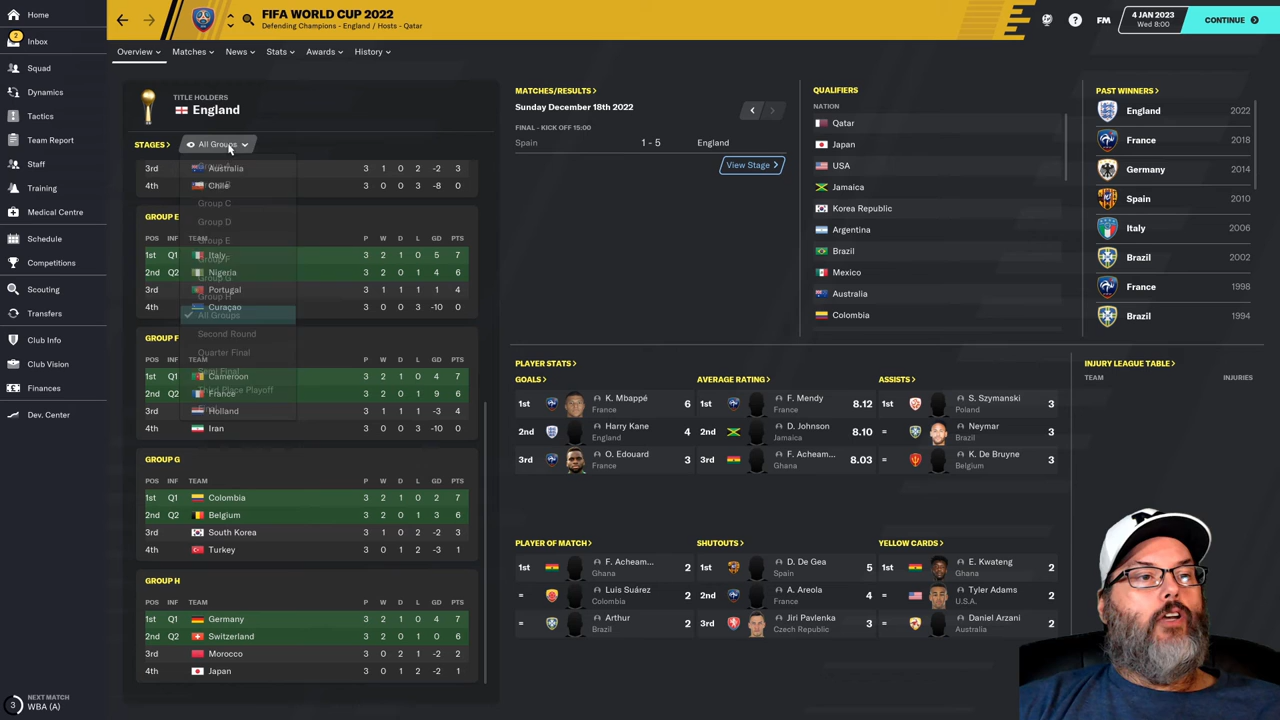 Home
FIFA WORLD CUP 2022
Defending Champions - England / Hosts - Qatar
FM
4 JAN 2023
Wed 8:00
CONTINUE
2
Inbox
Overview
Matches
News
Stats
Awards
History
Squad
Dynamics
Tactics
Team Report
Staff
Training
Medical Centre
Schedule
Competitions
Scouting
Transfers
Club Info
Club Vision
Finances
Dev. Center
3
NEXT MATCH
WBA (A)
TITLE HOLDERS
England
STAGES
All Groups
3rd Australia 3 1 0 2 -2 3
4th Chile 3 0 0 3 -8 0
Group C
Group D
Group E
Group H
All Groups
Second Round
Quarter Final
Semi Final
Third Place Playoff
GROUP E
POS INF TEAM P W D L GD PTS
1st Q1 Italy 3 2 1 0 5 7
2nd Q2 Nigeria 3 2 0 1 4 6
3rd Portugal 3 1 1 1 1 4
4th Curaçao 3 0 0 3 -10 0
GROUP F
POS INF TEAM P W D L GD PTS
1st Q1 Cameroon 3 2 1 0 4 7
2nd Q2 France 3 2 0 1 9 6
3rd Holland 3 1 1 1 -3 4
4th Iran 3 0 0 3 -10 0
GROUP G
POS INF TEAM P W D L GD PTS
1st Q1 Colombia 3 2 1 0 2 7
2nd Q2 Belgium 3 2 0 1 3 6
3rd South Korea 3 1 0 2 -2 3
4th Turkey 3 0 1 2 -3 1
GROUP H
POS INF TEAM P W D L GD PTS
1st Q1 Germany 3 2 1 0 4 7
2nd Q2 Switzerland 3 2 0 1 0 6
3rd Morocco 3 0 2 1 -2 2
4th Japan 3 0 1 2 -2 1
MATCHES/RESULTS
Sunday December 18th 2022
FINAL - KICK OFF 15:00
Spain 1 - 5 England
View Stage
QUALIFIERS
NATION
Qatar
Japan
USA
Jamaica
Korea Republic
Argentina
Brazil
Mexico
Australia
Colombia
PAST WINNERS
England 2022
France 2018
Germany 2014
Spain 2010
Italy 2006
Brazil 2002
France 1998
Brazil 1994
PLAYER STATS
GOALS
1st K. Mbappé 6
France
2nd Harry Kane 4
England
3rd O. Edouard 3
France
AVERAGE RATING
1st F. Mendy 8.12
France
2nd D. Johnson 8.10
Jamaica
3rd F. Acheam... 8.03
Ghana
ASSISTS
1st S. Szymanski 3
Poland
= Neymar 3
Brazil
= K. De Bruyne 3
Belgium
INJURY LEAGUE TABLE
TEAM INJURIES
PLAYER OF MATCH
1st F. Acheam... 2
Ghana
= Luis Suárez 2
Colombia
= Arthur 2
Brazil
SHUTOUTS
1st D. De Gea 5
Spain
2nd A. Areola 4
France
3rd Jiri Pavlenka 3
Czech Republic
YELLOW CARDS
1st E. Kwateng 2
Ghana
= Tyler Adams 2
U.S.A.
= Daniel Arzani 2
Australia